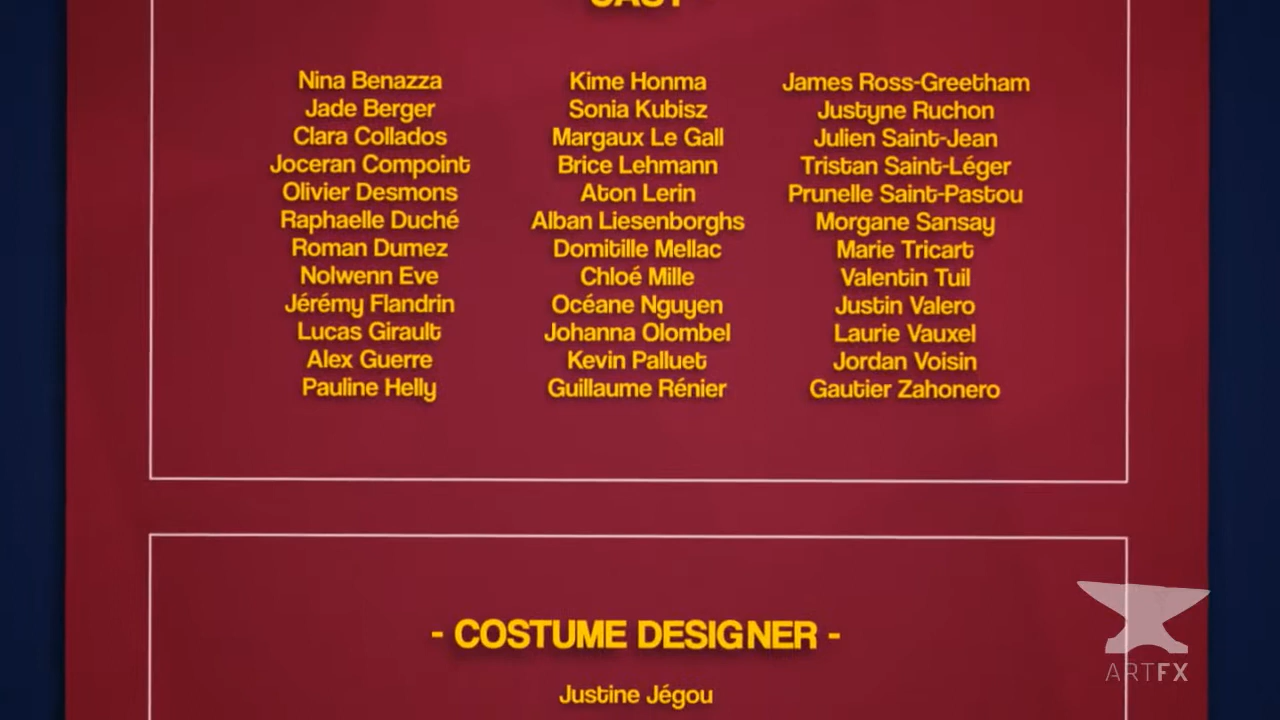 CAST
Nina Benazza
Jade Berger
Clara Collados
Joceran Compoint
Olivier Desmons
Raphaelle Duché
Roman Dumez
Nolwenn Eve
Jérémy Flandrin
Lucas Girault
Alex Guerre
Pauline Helly
Kime Honma
Sonia Kubisz
Margaux Le Gall
Brice Lehmann
Aton Lerin
Alban Liesenborghs
Domitille Mellac
Chloé Mille
Océane Nguyen
Johanna Olombel
Kevin Palluet
Guillaume Rénier
James Ross-Greetham
Justyne Ruchon
Julien Saint-Jean
Tristan Saint-Léger
Prunelle Saint-Pastou
Morgane Sansay
Marie Tricart
Valentin Tuil
Justin Valero
Laurie Vauxel
Jordan Voisin
Gautier Zahonero
- COSTUME DESIGNER -
Justine Jégou
ARTFX